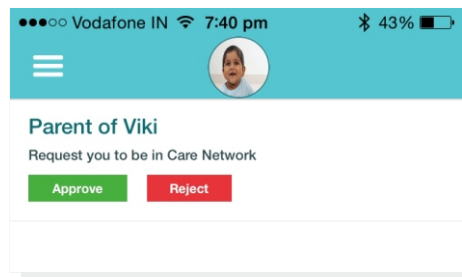 Vodafone IN 7:40 pm 43%
Parent of Viki
Request you to be in Care Network
Approve Reject